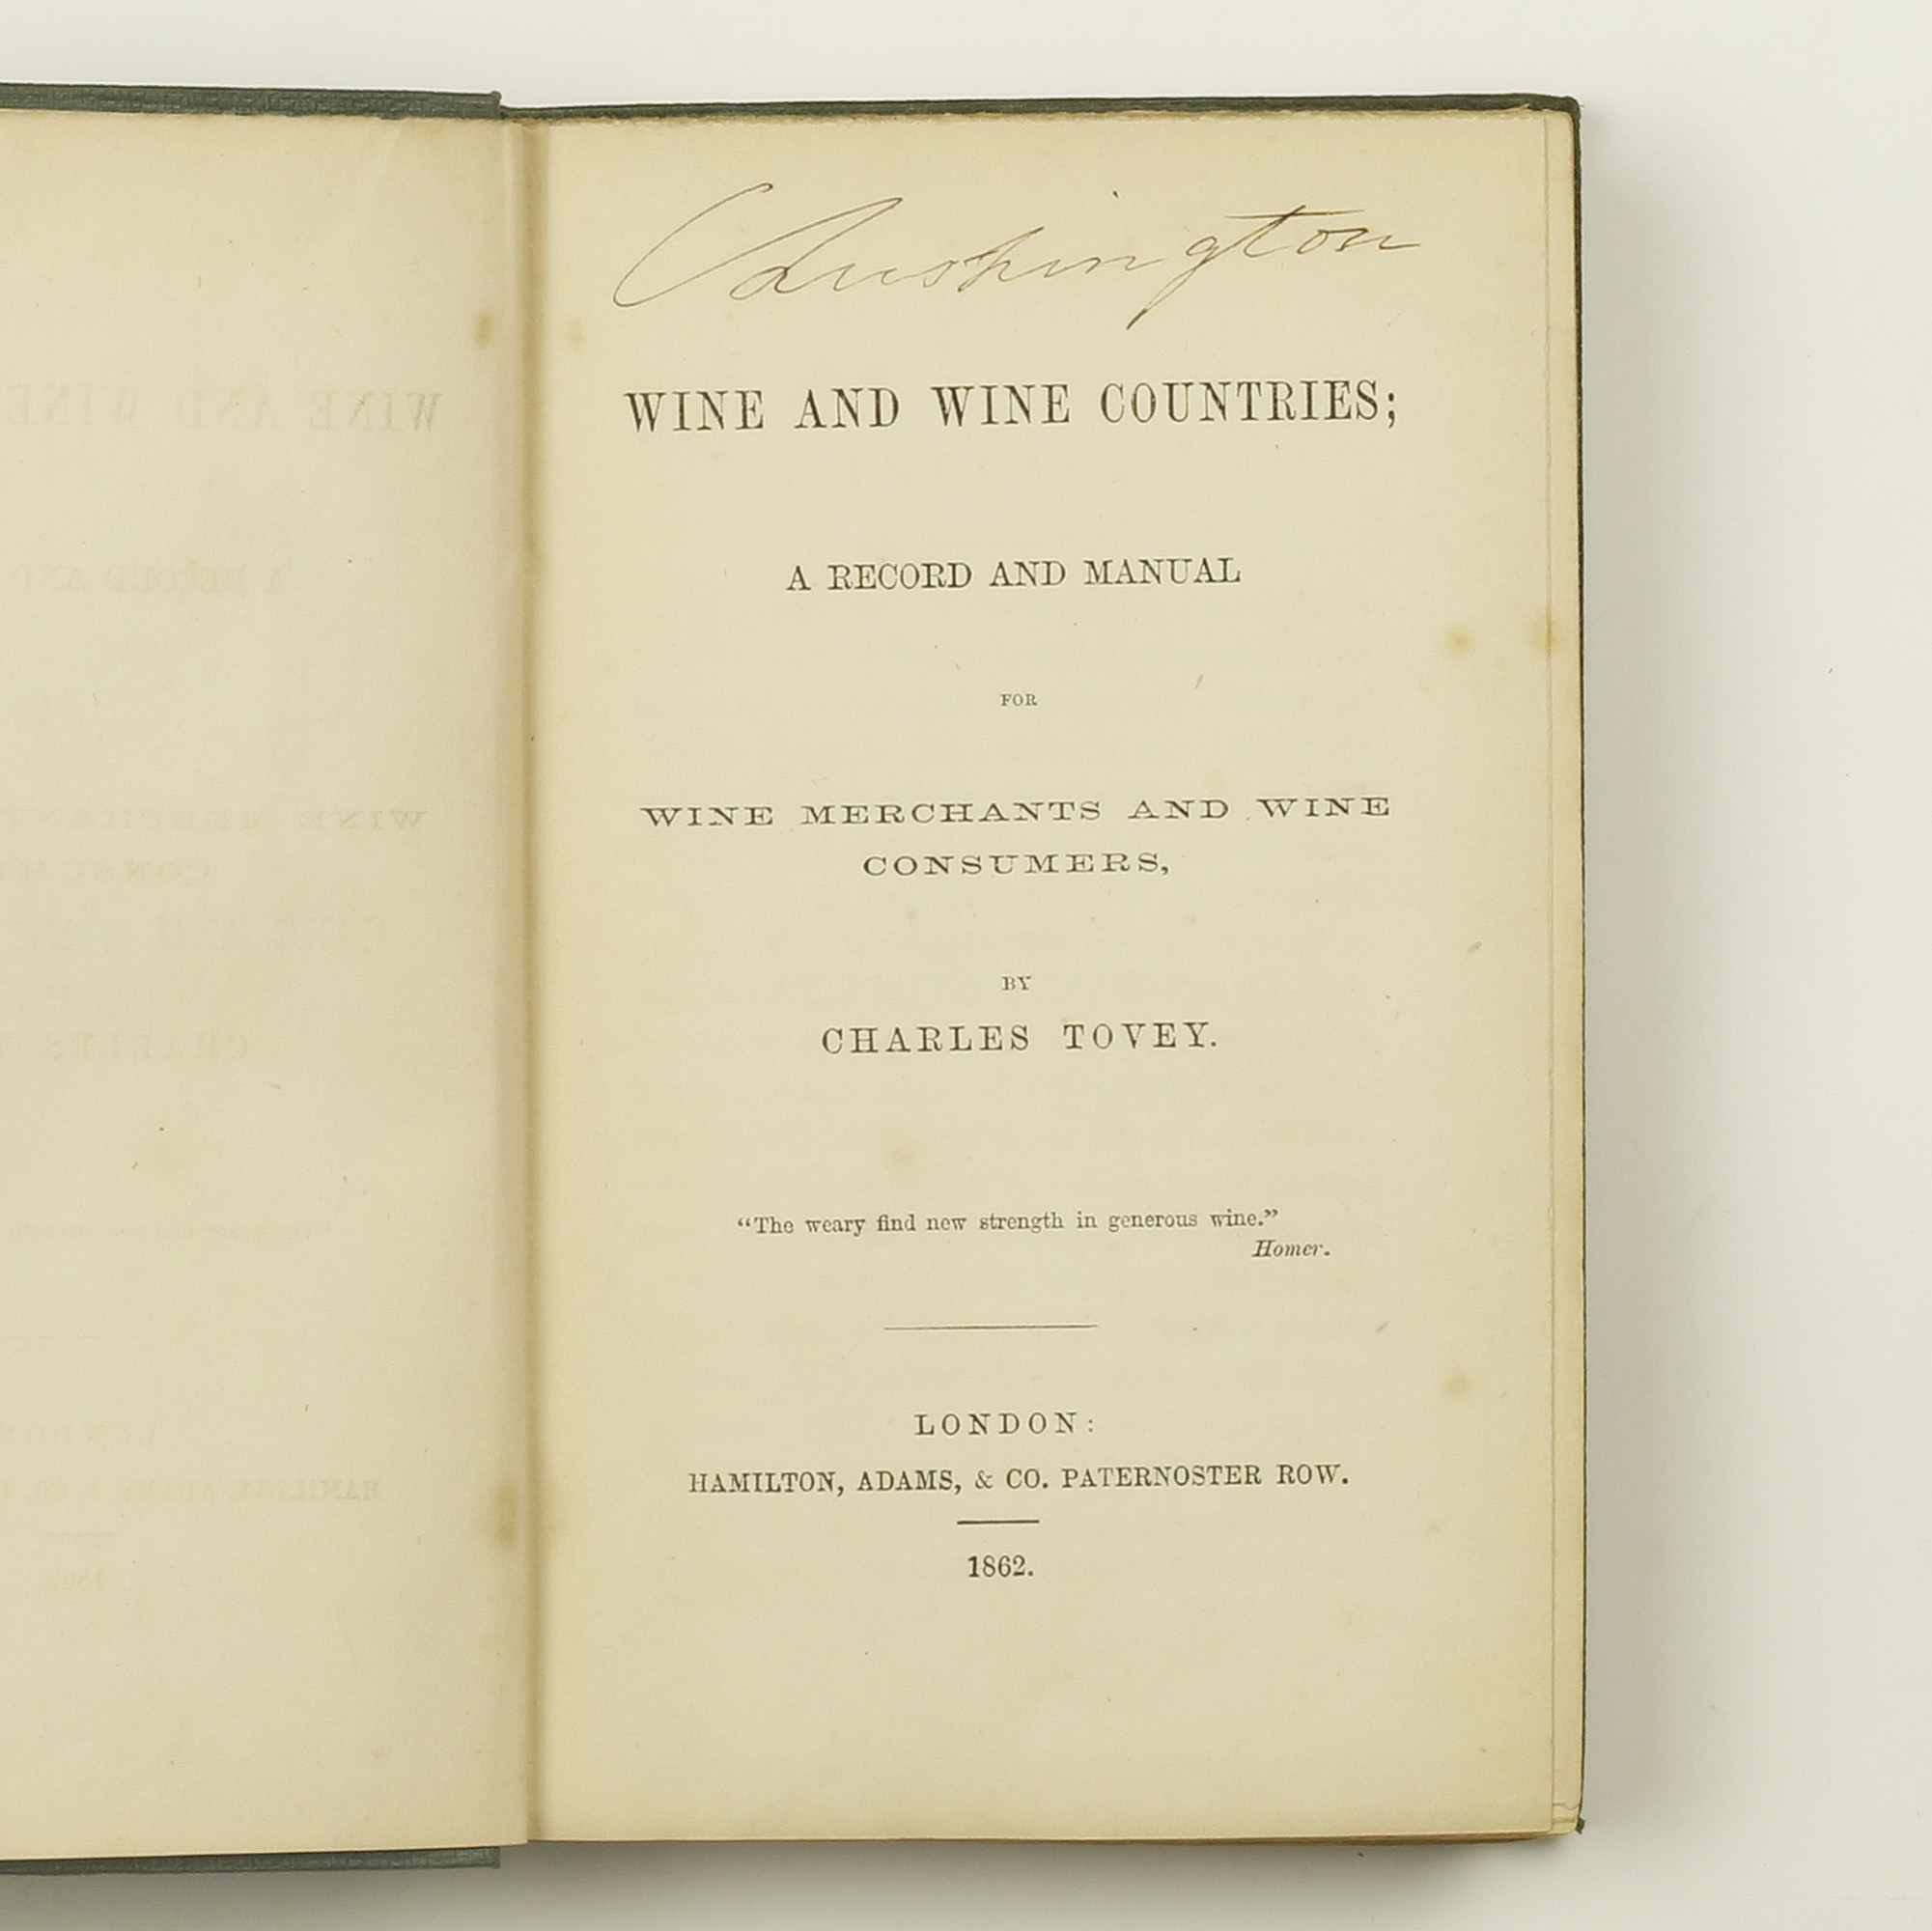 Lushington
WINE AND WINE COUNTRIES;
A RECORD AND MANUAL
FOR
WINE MERCHANTS AND WINE
CONSUMERS,
BY
CHARLES TOVEY.
“The weary find new strength in generous wine.”
Homer.
LONDON:
HAMILTON, ADAMS, & CO. PATERNOSTER ROW.
1862.